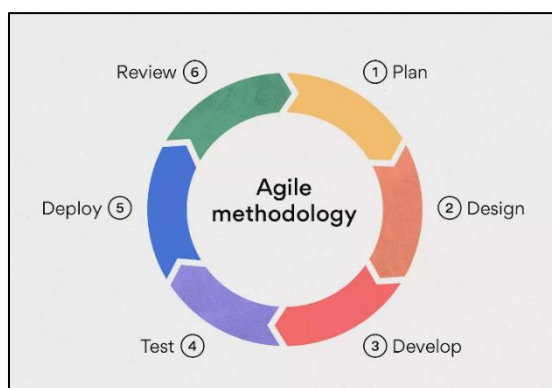 Agile
methodology
① Plan
② Design
③ Develop
Test ④
Deploy ⑤
Review ⑥